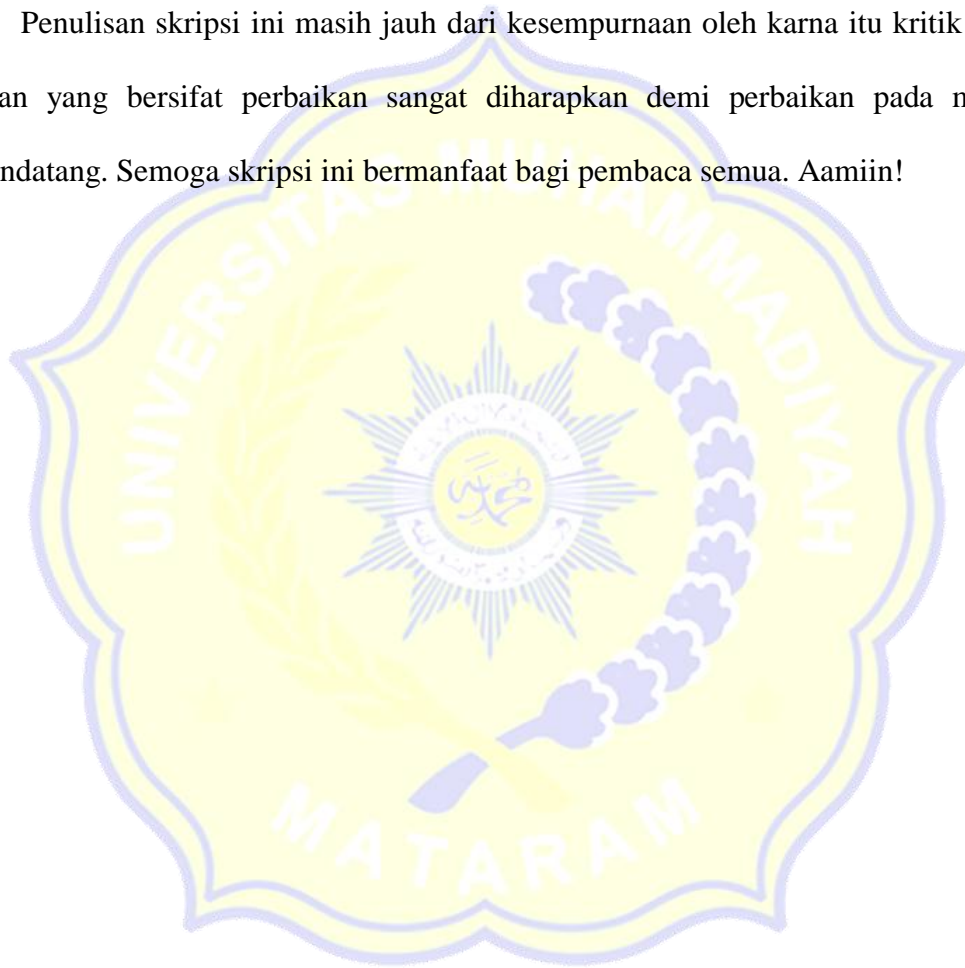 Penulisan skripsi ini masih jauh dari kesempurnaan oleh karna itu kritik
an yang bersifat perbaikan sangat diharapkan demi perbaikan pada m
ndatang. Semoga skripsi ini bermanfaat bagi pembaca semua. Aamiin!
UNIVERSITAS MUHAMMADIYAH
MATARAM